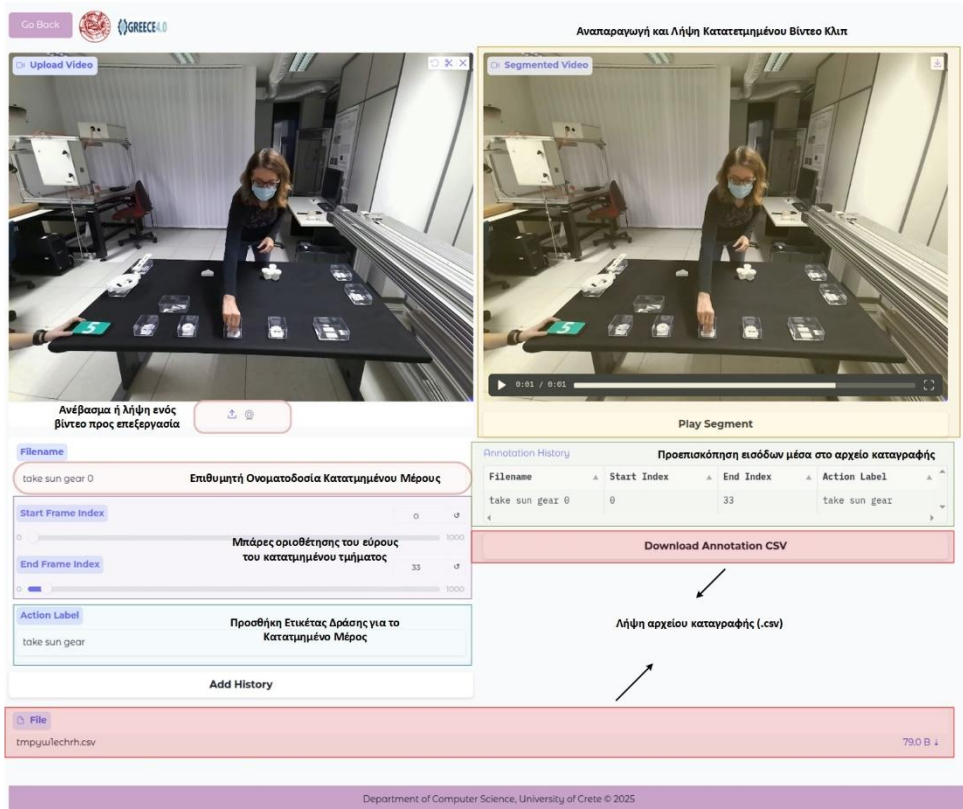 Go Back
GREECE4.0
Αναπαραγωγή και Λήψη Κατατετμημένου Βίντεο Κλιπ
Upload Video
Segmented Video
5
5
0:01 / 0:01
Ανέβασμα ή λήψη ενός
βίντεο προς επεξεργασία
Play Segment
Filename
take sun gear 0
Επιθυμητή Ονοματοδοσία Κατατμημένου Μέρους
Annotation History
Προεπισκόπηση εισόδων μέσα στο αρχείο καταγραφής
Filename Start Index End Index Action Label
take sun gear 0 0 33 take sun gear
Start Frame Index
0
0 1000
Μπάρες οριοθέτησης του εύρους
του κατατμημένου τμήματος
End Frame Index
33
0 1000
Download Annotation CSV
Action Label
take sun gear
Προσθήκη Ετικέτας Δράσης για το
Κατατμημένο Μέρος
Λήψη αρχείου καταγραφής (.csv)
Add History
File
tmpyw1echrh.csv 79.0 B ↓
Department of Computer Science, University of Crete © 2025